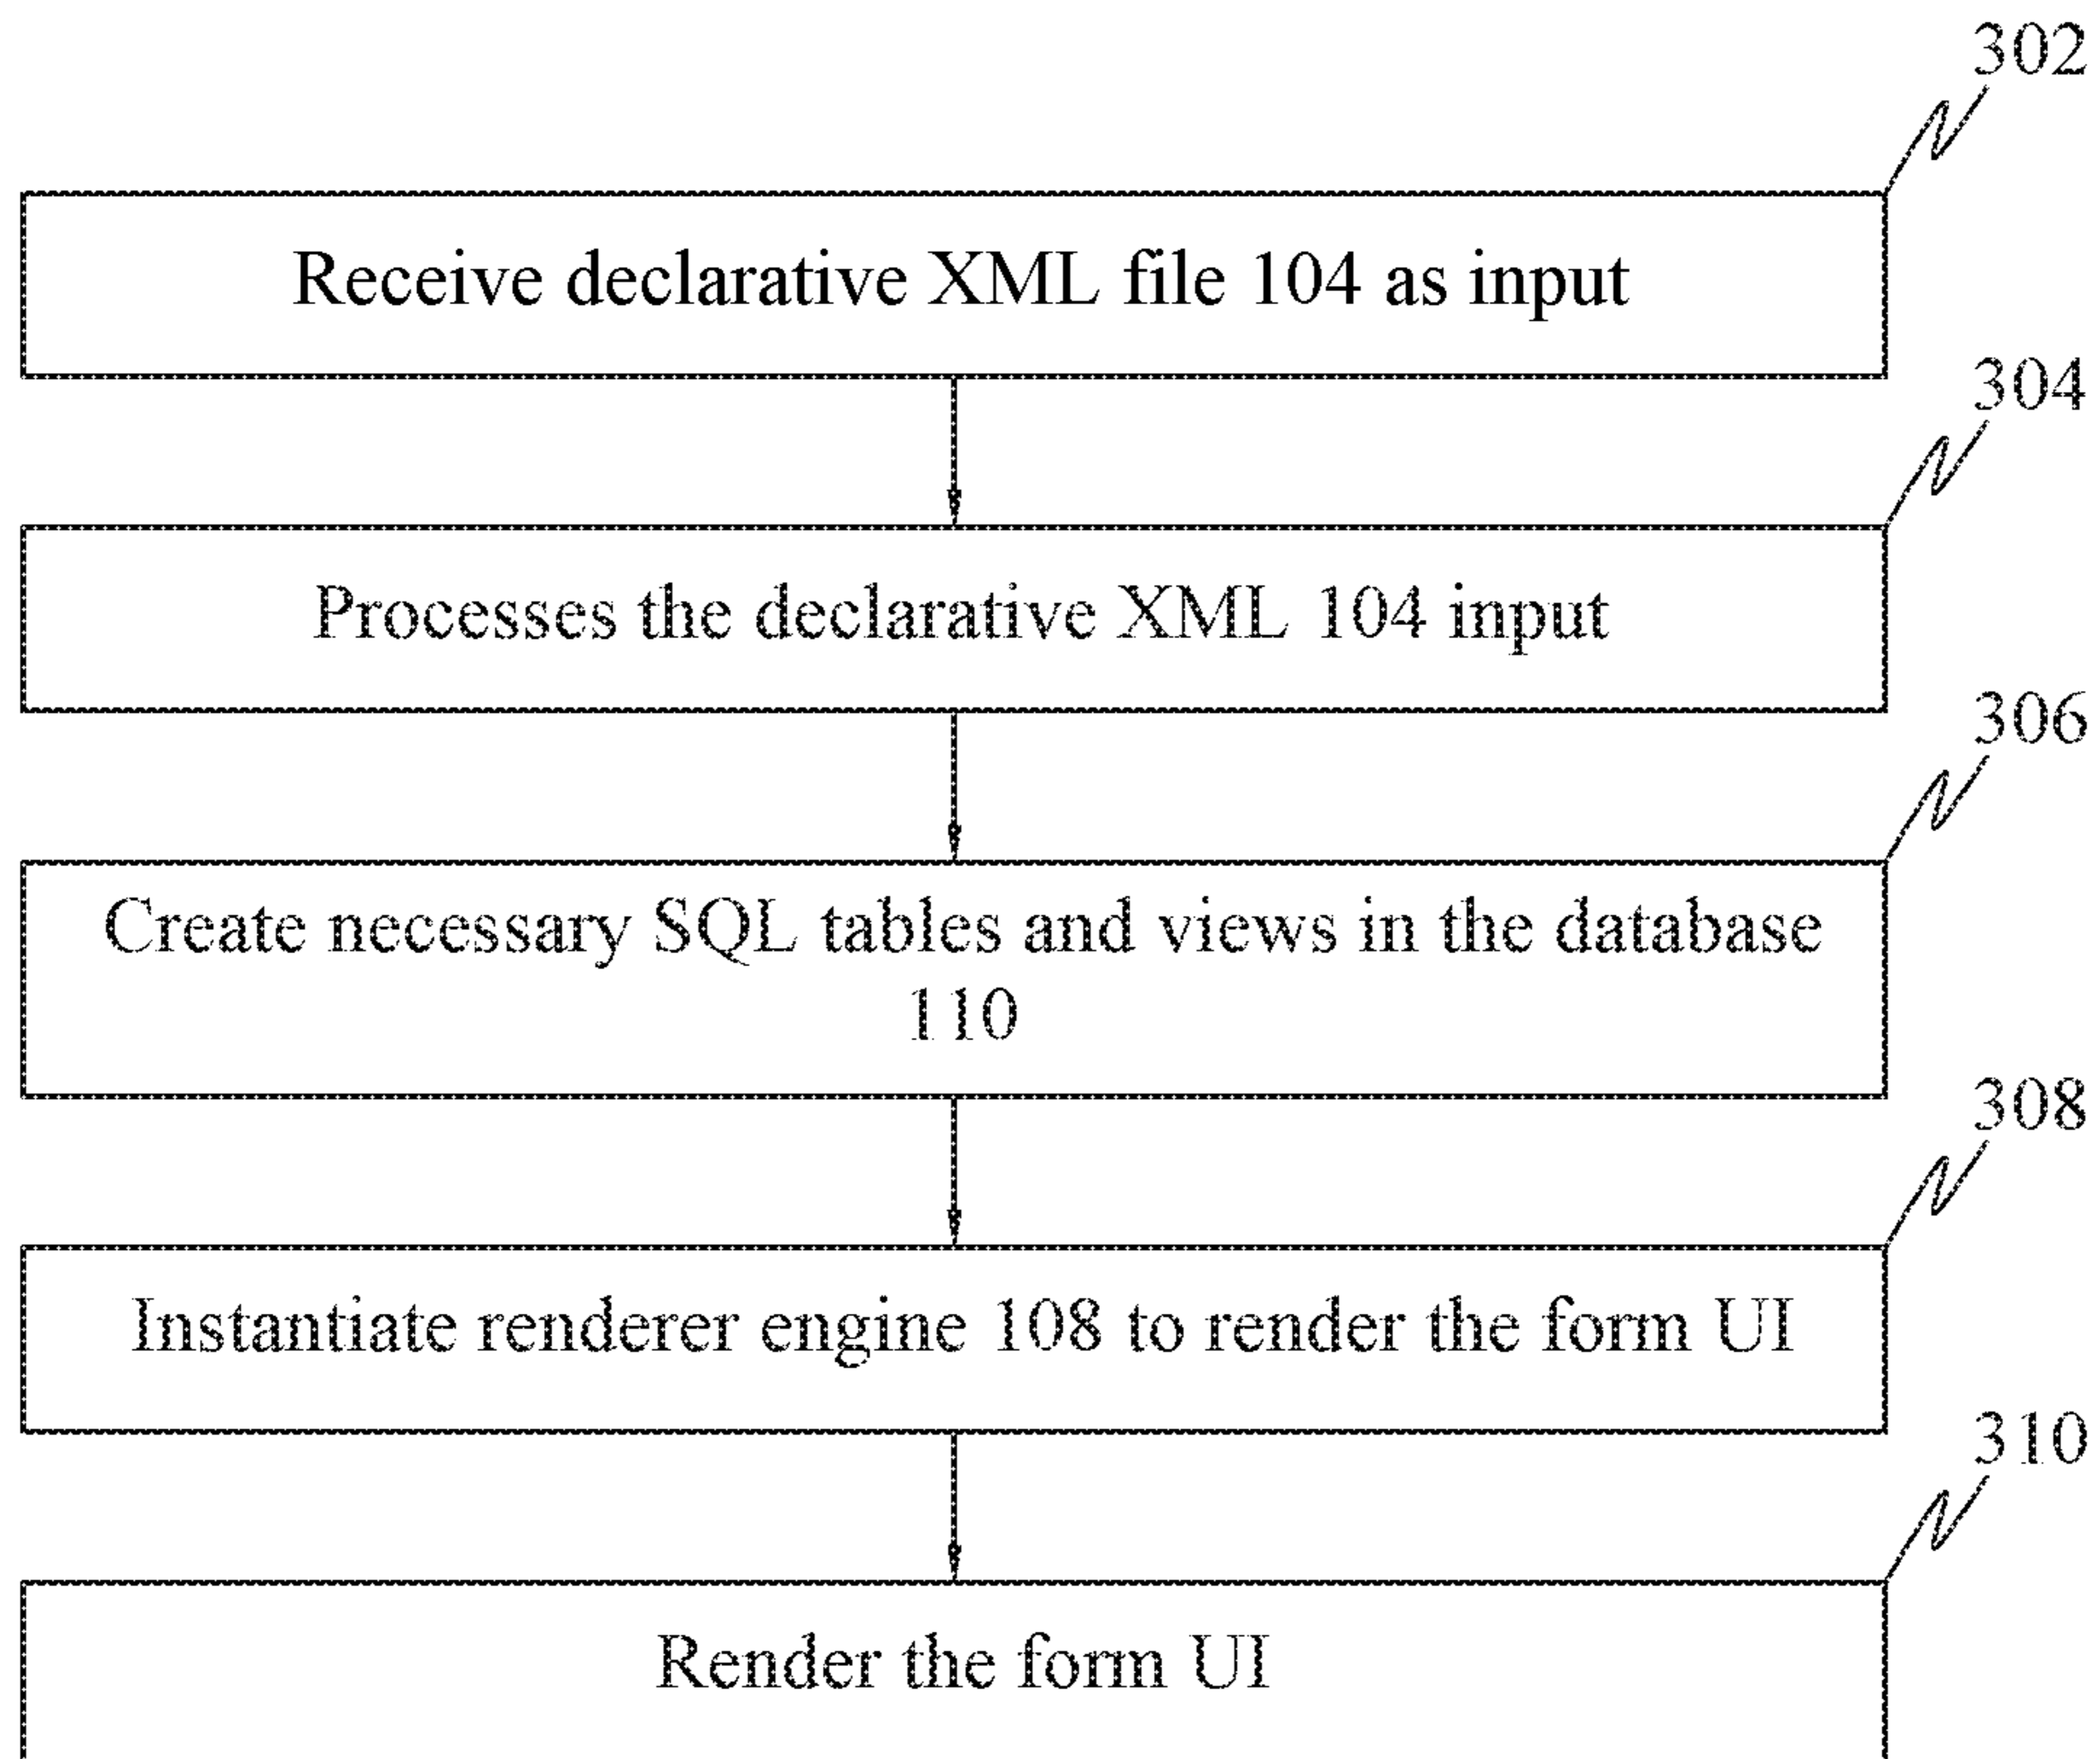 302
Receive declarative XML file 104 as input
304
Processes the declarative XML 104 input
306
Create necessary SQL tables and views in the database
110
308
Instantiate renderer engine 108 to render the form UI
310
Render the form UI